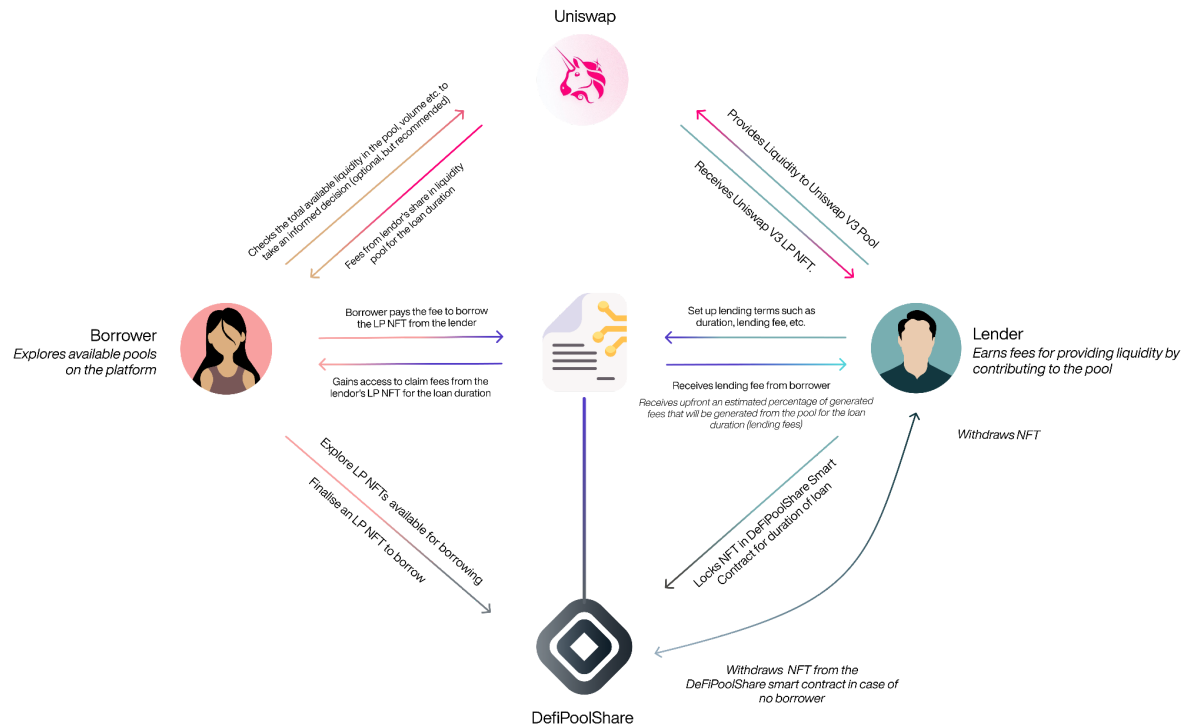 Uniswap
Checks the total available liquidity in the pool, volume etc. to
take an informed decision (optional, but recommended)
Fees from lendor's share in liquidity
pool for the loan duration
Provides Liquidity to Uniswap V3 Pool
Receives Uniswap V3 LP NFT.
Borrower
Explores available pools
on the platform
Borrower pays the fee to borrow
the LP NFT from the lender
Gains access to claim fees from the
lendor's LP NFT for the loan duration
Set up lending terms such as
duration, lending fee, etc.
Receives lending fee from borrower
Receives upfront an estimated percentage of generated
fees that will be generated from the pool for the loan
duration (lending fees)
Lender
Earns fees for providing liquidity by
contributing to the pool
Withdraws NFT
Explore LP NFTs available for borrowing
Finalise an LP NFT to borrow
Locks NFT in DeFiPoolShare Smart
Contract for duration of loan
Withdraws NFT from the
DeFiPoolShare smart contract in case of
no borrower
DefiPoolShare